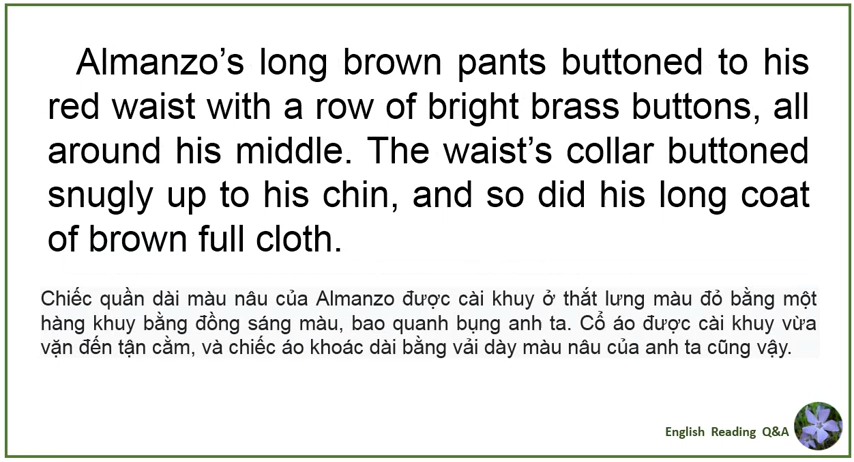 Almanzo’s long brown pants buttoned to his
red waist with a row of bright brass buttons, all
around his middle. The waist’s collar buttoned
snugly up to his chin, and so did his long coat
of brown full cloth.
Chiếc quần dài màu nâu của Almanzo được cài khuy ở thắt lưng màu đỏ bằng một
hàng khuy bằng đồng sáng màu, bao quanh bụng anh ta. Cổ áo được cài khuy vừa
vặn đến tận cằm, và chiếc áo khoác dài bằng vải dày màu nâu của anh ta cũng vậy.
English Reading Q&A